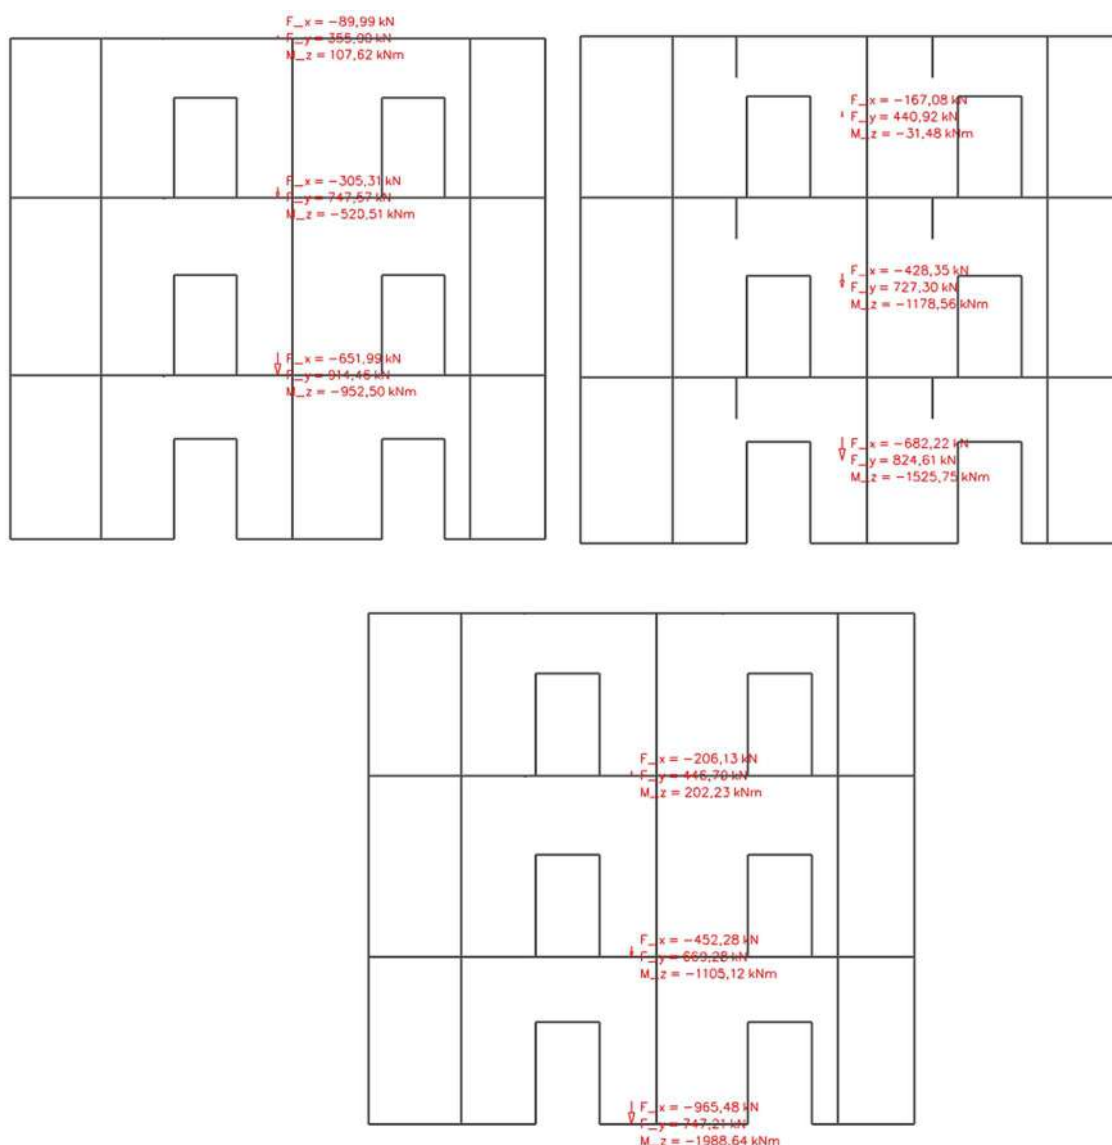 F_x = -89,99 kN
F_y = 355,00 kN
M_z = 107,62 kNm
F_x = -305,31 kN
F_y = 747,57 kN
M_z = -520,51 kNm
F_x = -651,99 kN
F_y = 914,46 kN
M_z = -952,50 kNm
F_x = -167,08 kN
F_y = 440,92 kN
M_z = -31,48 kNm
F_x = -428,35 kN
F_y = 727,30 kN
M_z = -1178,56 kNm
F_x = -682,22 kN
F_y = 824,61 kN
M_z = -1525,75 kNm
F_x = -206,13 kN
F_y = 446,70 kN
M_z = 202,23 kNm
F_x = -452,28 kN
F_y = 669,28 kN
M_z = -1105,12 kNm
F_x = -965,48 kN
F_y = 747,21 kN
M_z = -1988,64 kNm